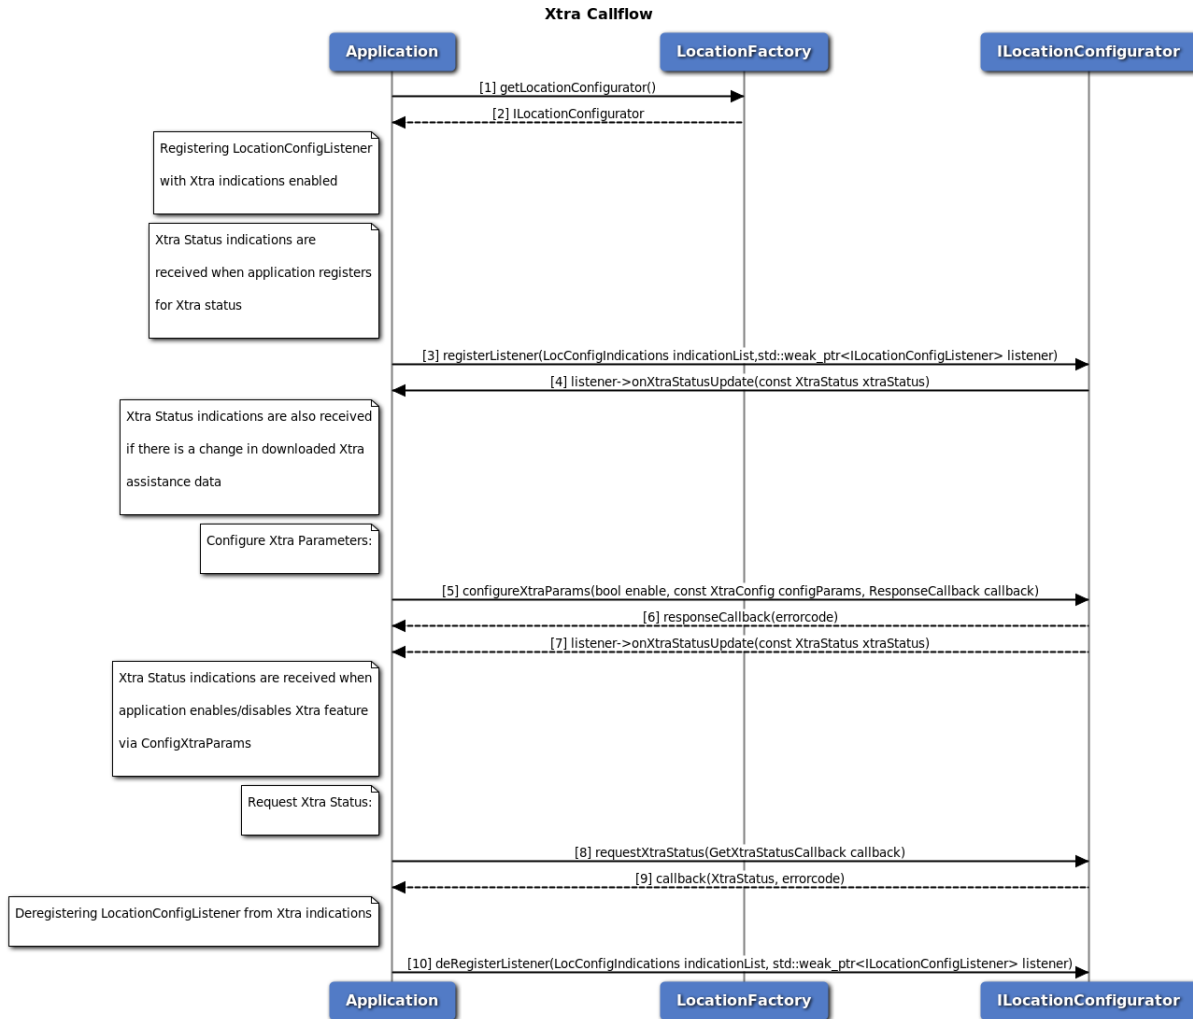 Xtra Callflow
Application
LocationFactory
ILocationConfigurator
[1] getLocationConfigurator()
[2] ILocationConfigurator
Registering LocationConfigListener
with Xtra indications enabled
Xtra Status indications are
received when application registers
for Xtra status
[3] registerListener(LocConfigIndications indicationList,std::weak_ptr<ILocationConfigListener> listener)
[4] listener->onXtraStatusUpdate(const XtraStatus xtraStatus)
Xtra Status indications are also received
if there is a change in downloaded Xtra
assistance data
Configure Xtra Parameters:
[5] configureXtraParams(bool enable, const XtraConfig configParams, ResponseCallback callback)
[6] responseCallback(errorcode)
[7] listener->onXtraStatusUpdate(const XtraStatus xtraStatus)
Xtra Status indications are received when
application enables/disables Xtra feature
via ConfigXtraParams
Request Xtra Status:
[8] requestXtraStatus(GetXtraStatusCallback callback)
[9] callback(XtraStatus, errorcode)
Deregistering LocationConfigListener from Xtra indications
[10] deRegisterListener(LocConfigIndications indicationList, std::weak_ptr<ILocationConfigListener> listener)
Application
LocationFactory
ILocationConfigurator